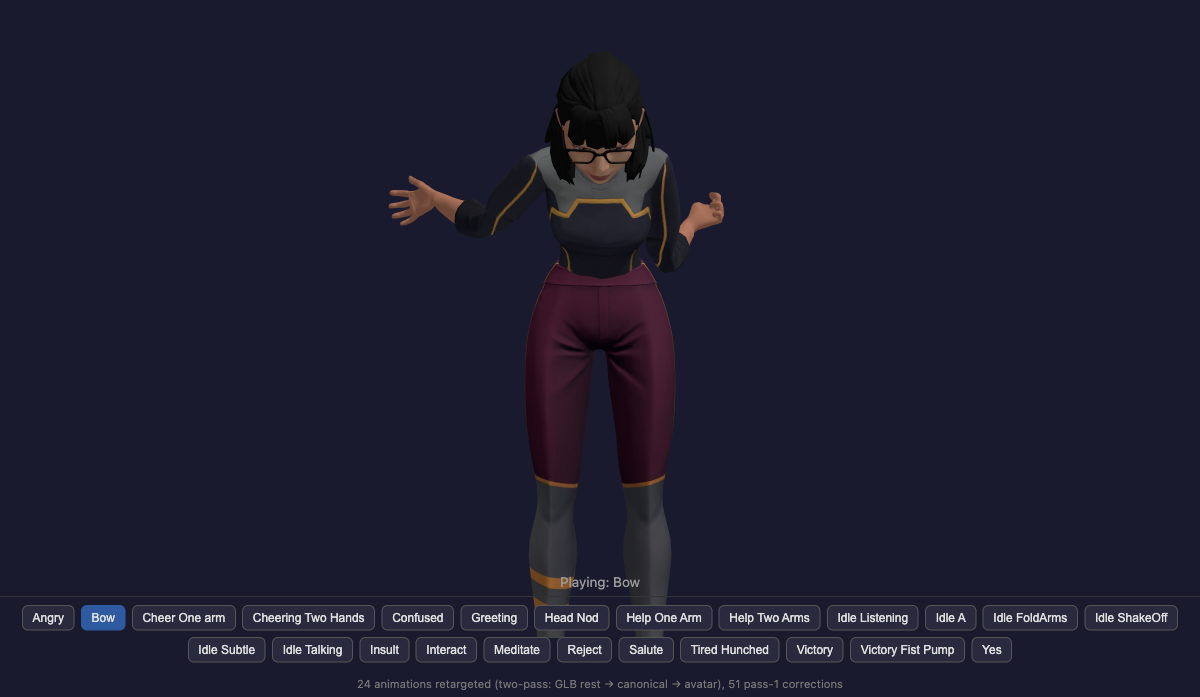 Playing: Bow
Angry Bow Cheer One arm Cheering Two Hands Confused Greeting Head Nod Help One Arm Help Two Arms Idle Listening Idle A Idle FoldArms Idle ShakeOff
Idle Subtle Idle Talking Insult Interact Meditate Reject Salute Tired Hunched Victory Victory Fist Pump Yes
24 animations retargeted (two-pass: GLB rest → canonical → avatar), 51 pass-1 corrections